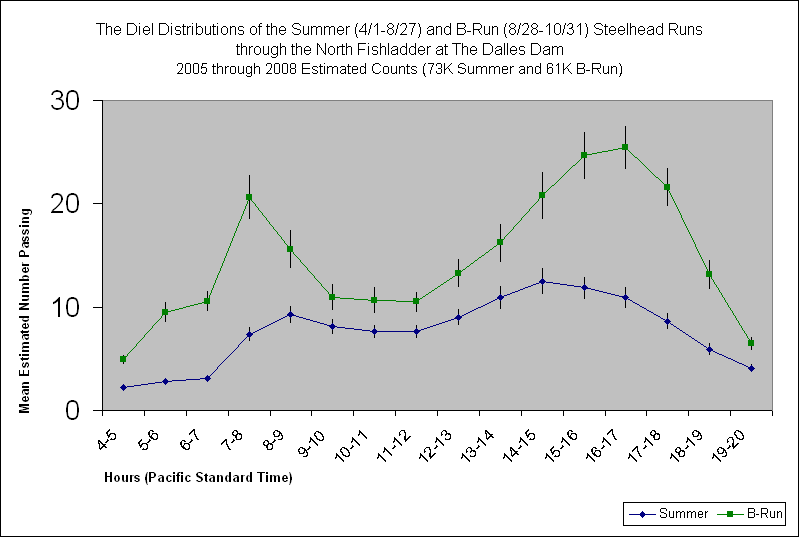 The Diel Distributions of the Summer (4/1-8/27) and B-Run (8/28-10/31) Steelhead Runs
through the North Fishladder at The Dalles Dam
2005 through 2008 Estimated Counts (73K Summer and 61K B-Run)
30
20
10
0
Mean Estimated Number Passing
4-5
5-6
6-7
7-8
8-9
9-10
10-11
11-12
12-13
13-14
14-15
15-16
16-17
17-18
18-19
19-20
Hours (Pacific Standard Time)
Summer
B-Run